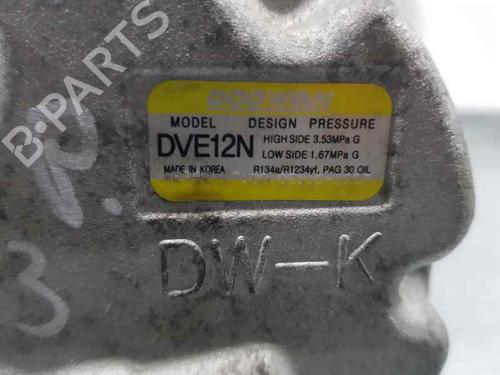 B-PARTS
MODEL DESIGN PRESSURE
DVE12N HIGH SIDE 3.53MPa G
LOW SIDE 1.67MPa G
MADE IN KOREA R134a/R1234yf, PAG 30 OIL
DW-K
3